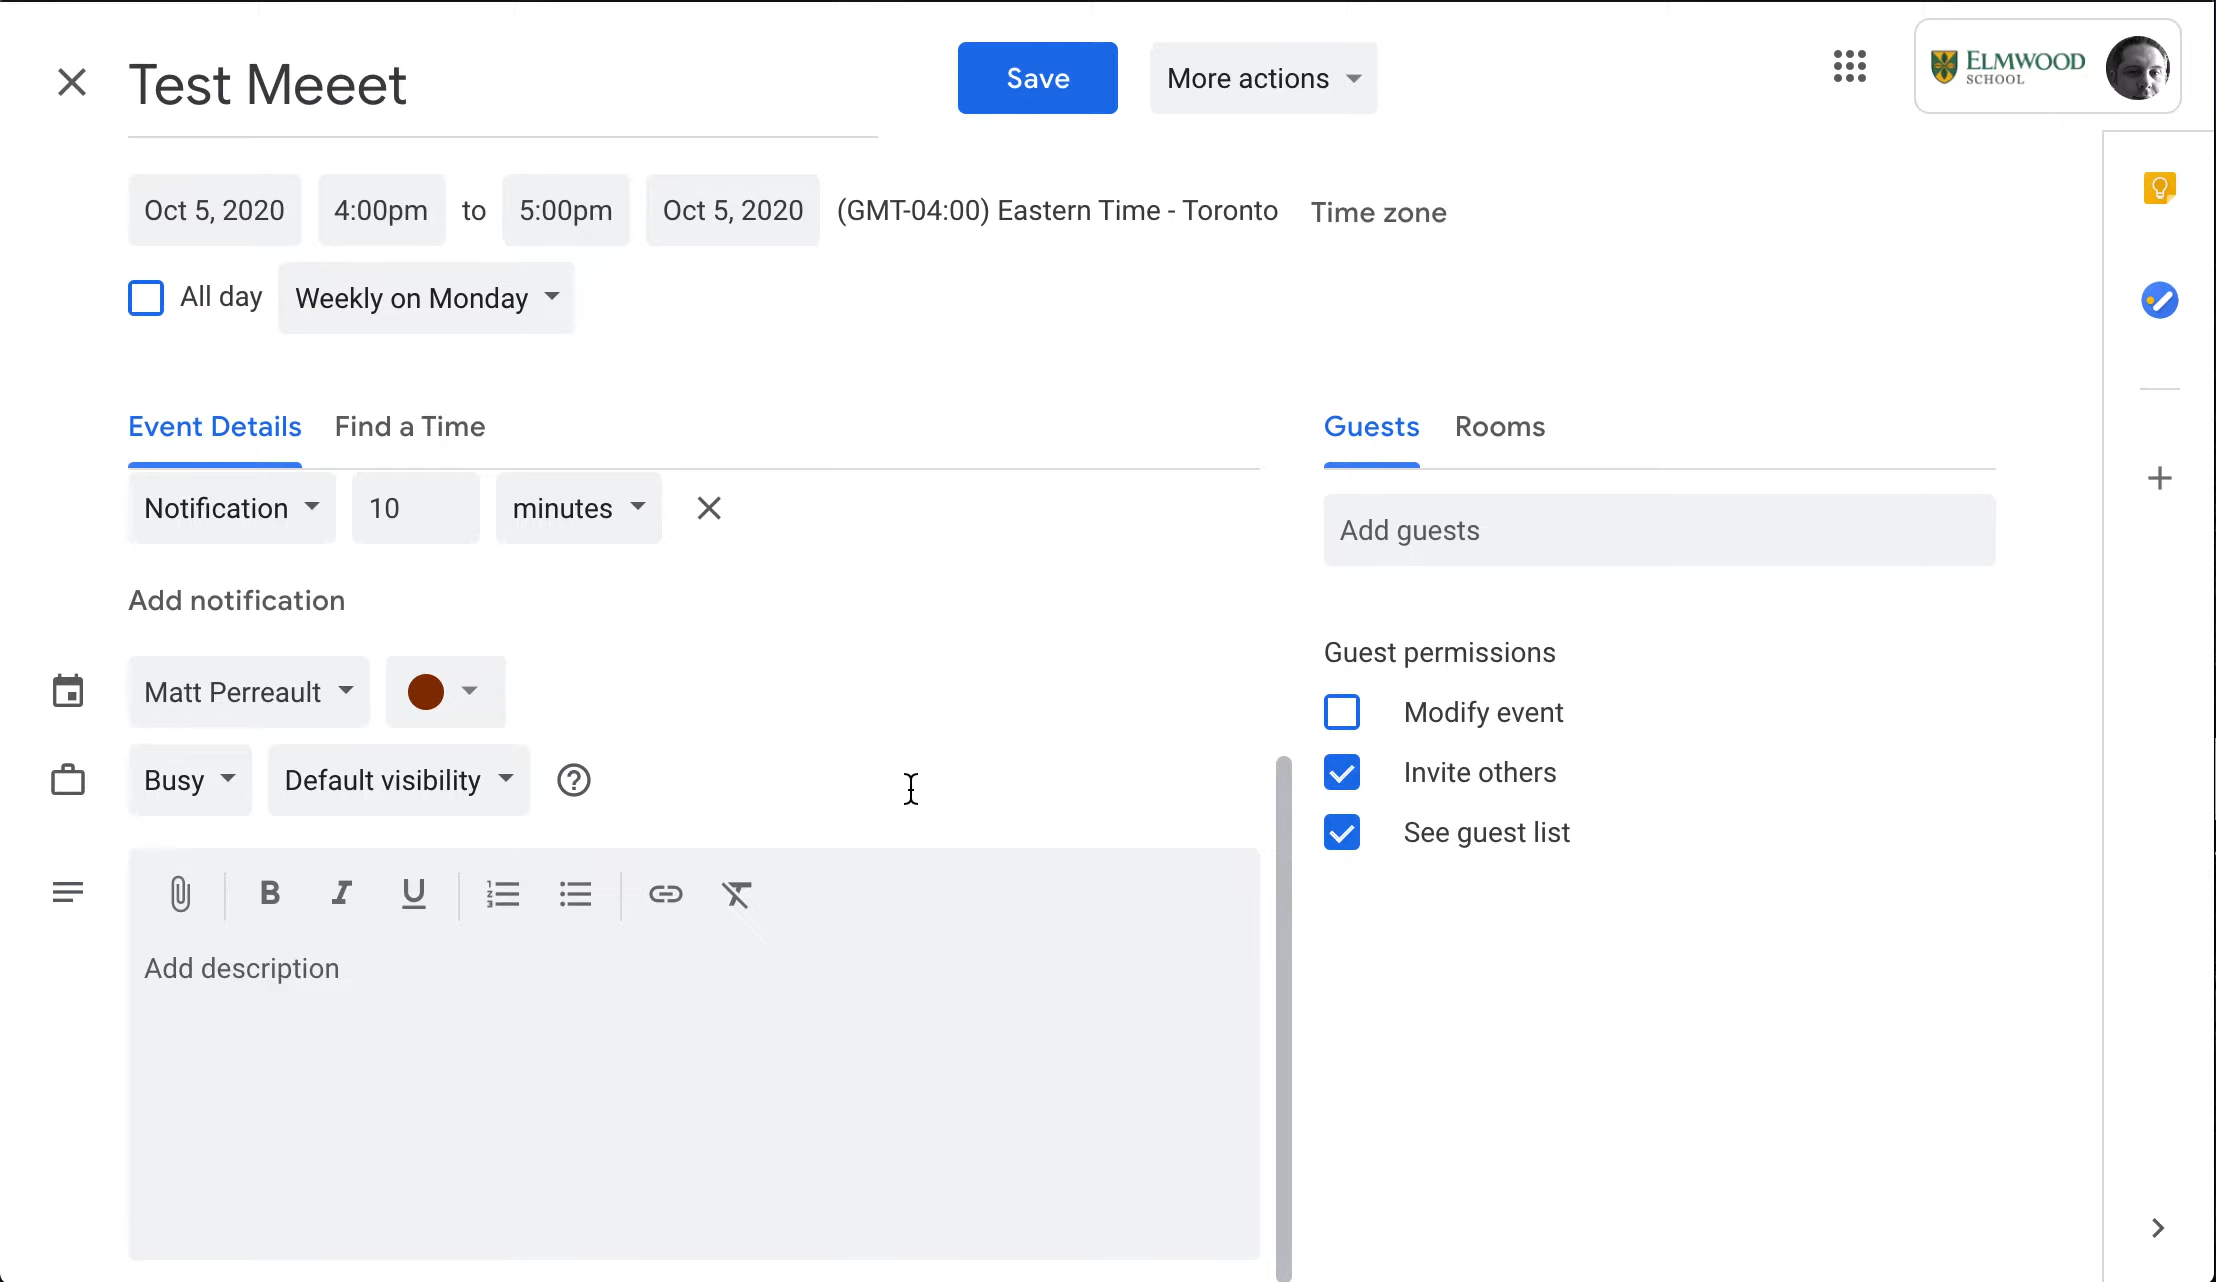 Test Meeet
Save
More actions
ELMWOOD
SCHOOL
Oct 5, 2020 4:00pm to 5:00pm Oct 5, 2020 (GMT-04:00) Eastern Time - Toronto Time zone
All day Weekly on Monday
Event Details Find a Time
Guests Rooms
Notification 10 minutes
Add guests
Add notification
Guest permissions
Matt Perreault
Modify event
Busy Default visibility
Invite others
See guest list
B I U
Add description